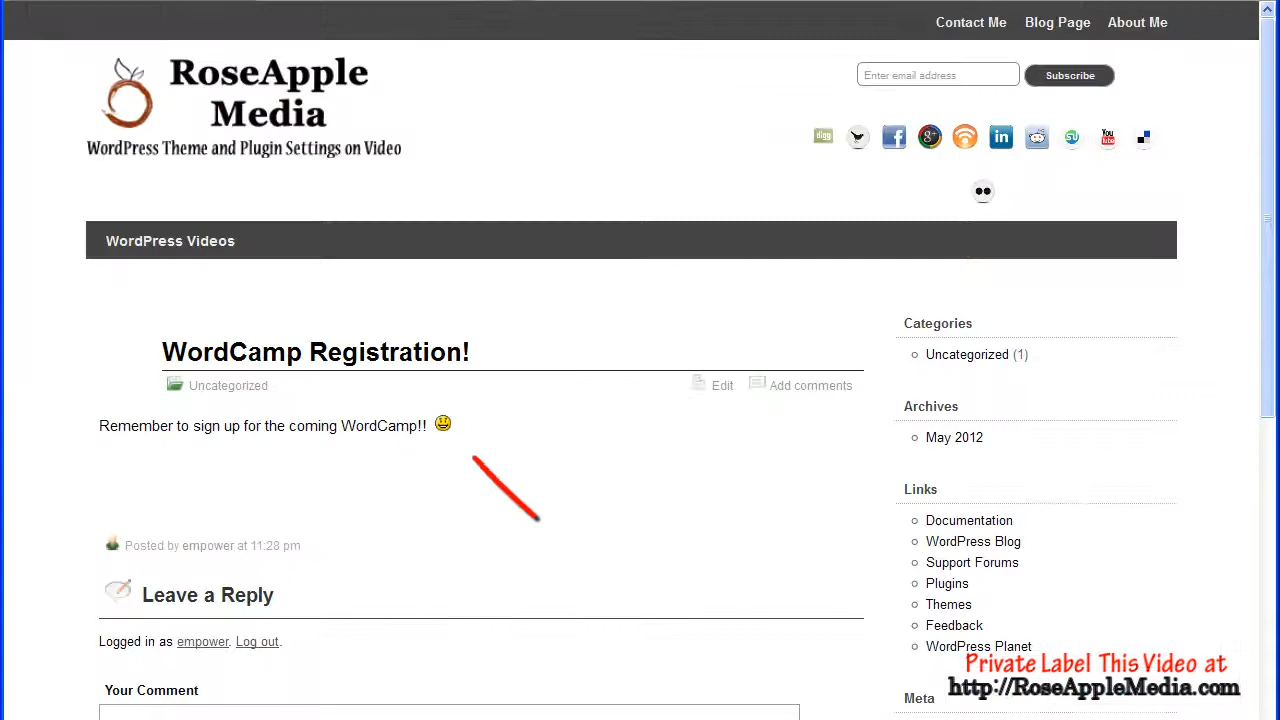 Contact Me Blog Page About Me
RoseApple
Media
WordPress Theme and Plugin Settings on Video
Enter email address
Subscribe
digg
g+
in
You
Tube
WordPress Videos
WordCamp Registration!
Uncategorized
Edit
Add comments
Remember to sign up for the coming WordCamp!!
Posted by empower at 11:28 pm
Leave a Reply
Logged in as empower. Log out.
Your Comment
Categories
Uncategorized (1)
Archives
May 2012
Links
Documentation
WordPress Blog
Support Forums
Plugins
Themes
Feedback
WordPress Planet
Meta
Private Label This Video at
http://RoseAppleMedia.com